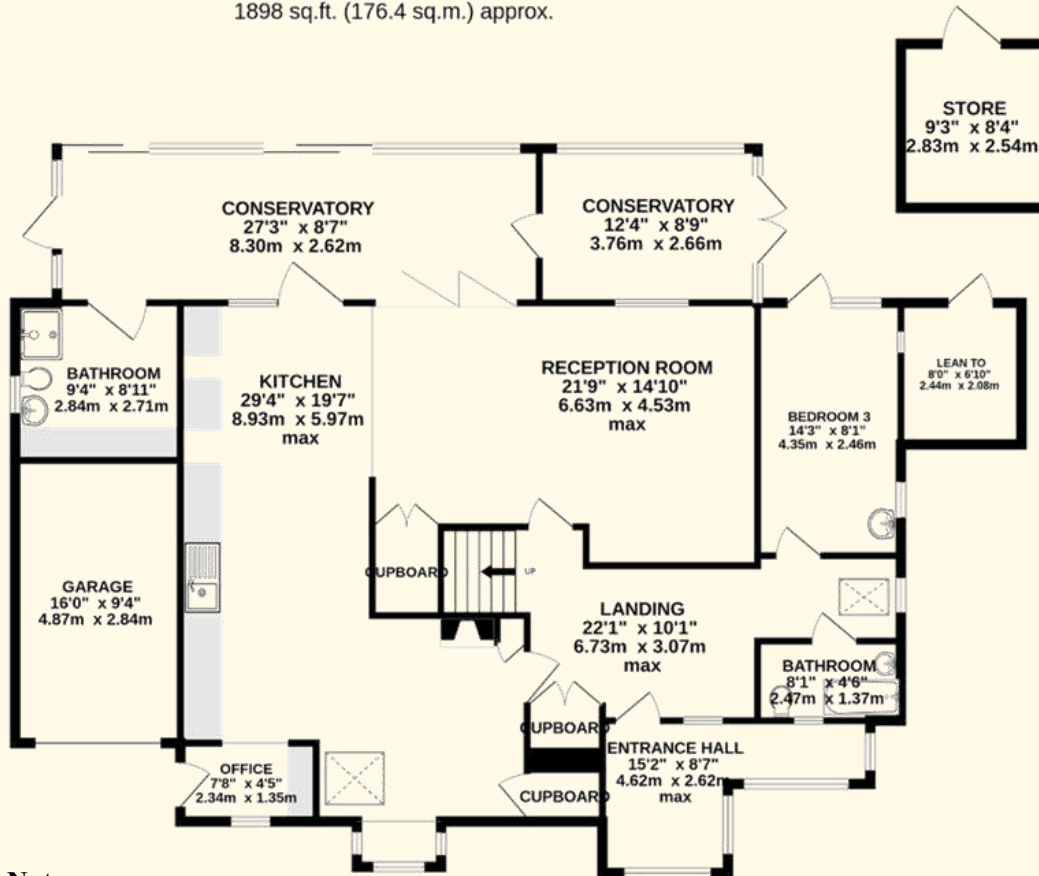 1898 sq.ft. (176.4 sq.m.) approx.
STORE
9'3" x 8'4"
2.83m x 2.54m
CONSERVATORY
27'3" x 8'7"
8.30m x 2.62m
CONSERVATORY
12'4" x 8'9"
3.76m x 2.66m
BATHROOM
9'4" x 8'11"
2.84m x 2.71m
KITCHEN
29'4" x 19'7"
8.93m x 5.97m
max
RECEPTION ROOM
21'9" x 14'10"
6.63m x 4.53m
max
BEDROOM 3
14'3" x 8'1"
4.35m x 2.46m
LEAN TO
8'0" x 6'10"
2.44m x 2.08m
GARAGE
16'0" x 9'4"
4.87m x 2.84m
CUPBOARD
UP
LANDING
22'1" x 10'1"
6.73m x 3.07m
max
BATHROOM
8'1" x 4'6"
2.47m x 1.37m
CUPBOARD
ENTRANCE HALL
15'2" x 8'7"
4.62m x 2.62m
max
OFFICE
7'8" x 4'5"
2.34m x 1.35m
CUPBOARD